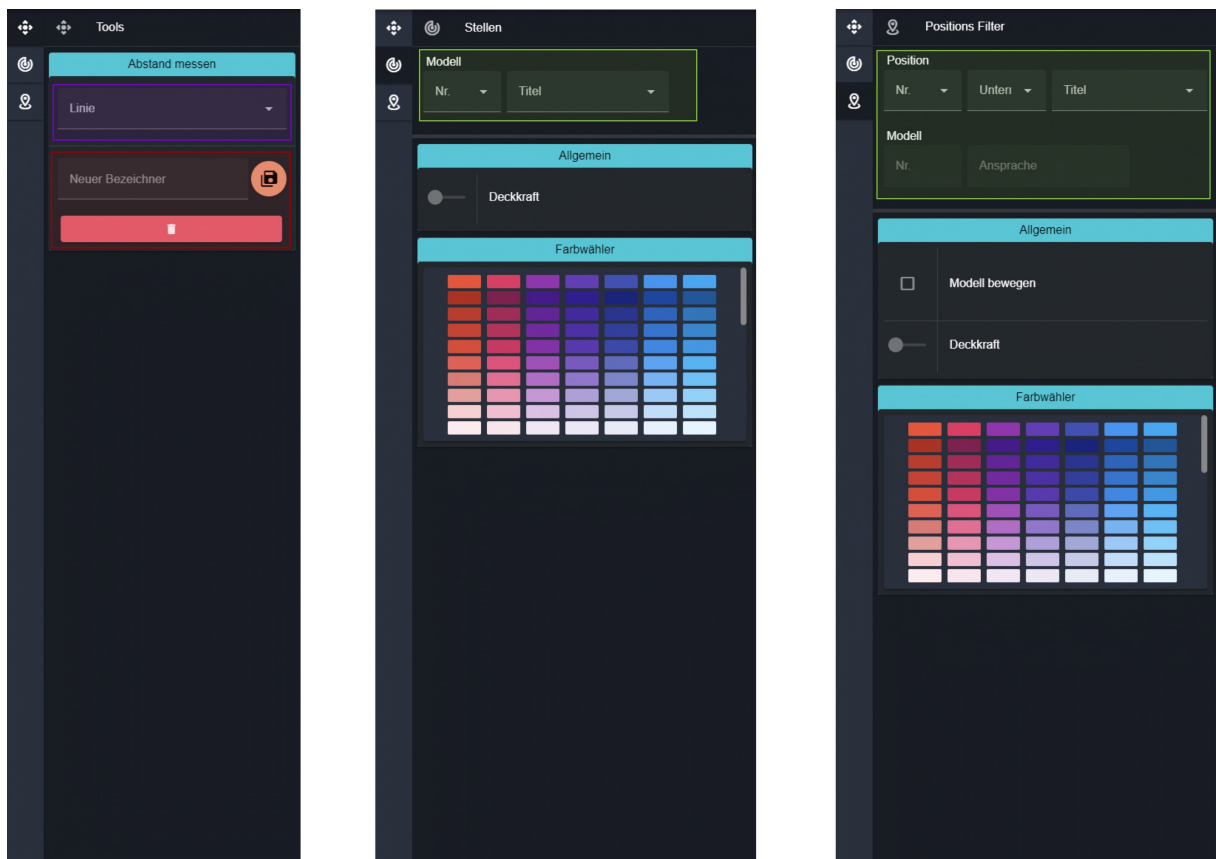 Tools
Abstand messen
Linie
Neuer Bezeichner
Stellen
Modell
Nr. Titel
Allgemein
Deckkraft
Farbwähler
Positions Filter
Position
Nr. Unten Titel
Modell
Nr. Ansprache
Allgemein
Modell bewegen
Deckkraft
Farbwähler